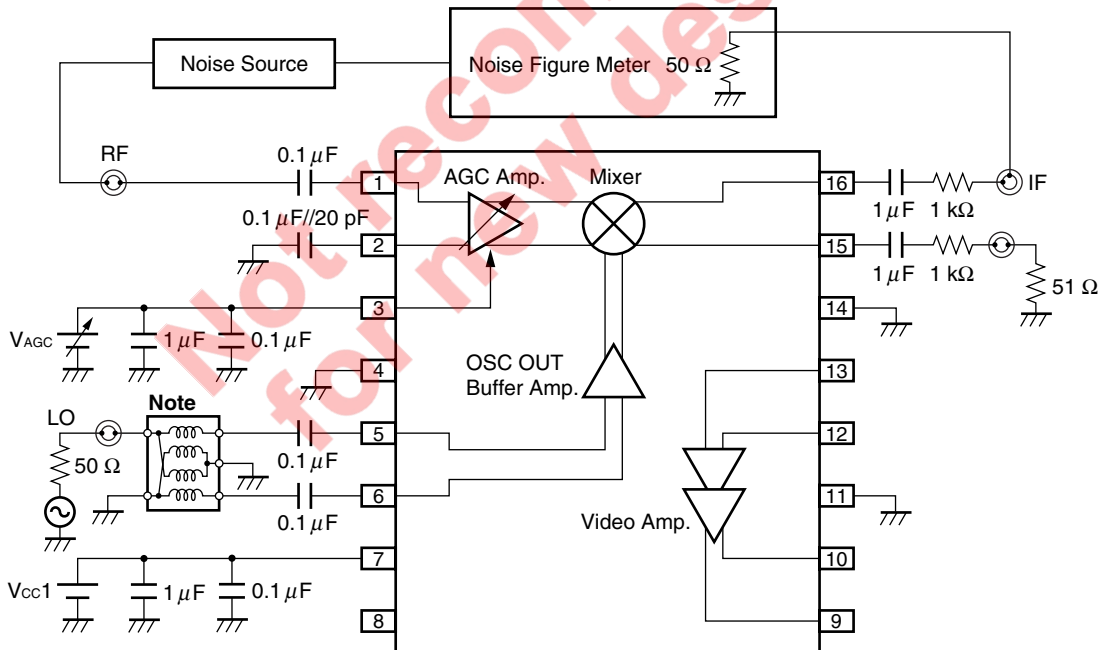 Noise Source
Noise Figure Meter 50 Ω
RF
0.1 μF
1
AGC Amp.
Mixer
16
IF
1 μF
1 kΩ
0.1 μF//20 pF
2
15
1 μF
1 kΩ
51 Ω
3
14
VAGC
1 μF
0.1 μF
4
OSC OUT
Buffer Amp.
13
Note
LO
50 Ω
5
0.1 μF
12
6
0.1 μF
11
Video Amp.
7
10
VCC1
1 μF
0.1 μF
8
9
Not recom
for new des